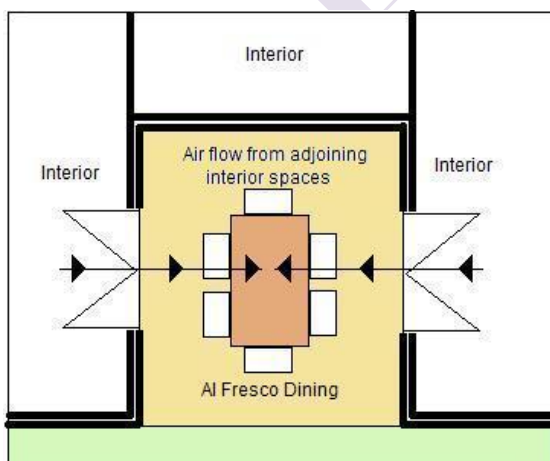 Interior
Air flow from adjoining
interior spaces
Interior
Interior
Al Fresco Dining